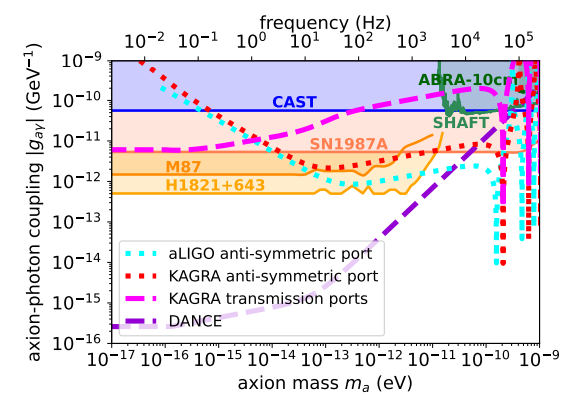 frequency (Hz)
10⁻² 10⁻¹ 10⁰ 10¹ 10² 10³ 10⁴ 10⁵
axion-photon coupling |gₐᵧ| (GeV⁻¹)
10⁻⁹
10⁻¹⁰
10⁻¹¹
10⁻¹²
10⁻¹³
10⁻¹⁴
10⁻¹⁵
10⁻¹⁶
ABRA-10cm
CAST
SHAFT
SN1987A
M87
H1821+643
aLIGO anti-symmetric port
KAGRA anti-symmetric port
KAGRA transmission ports
DANCE
10⁻¹⁷ 10⁻¹⁶ 10⁻¹⁵ 10⁻¹⁴ 10⁻¹³ 10⁻¹² 10⁻¹¹ 10⁻¹⁰ 10⁻⁹
axion mass mₐ (eV)